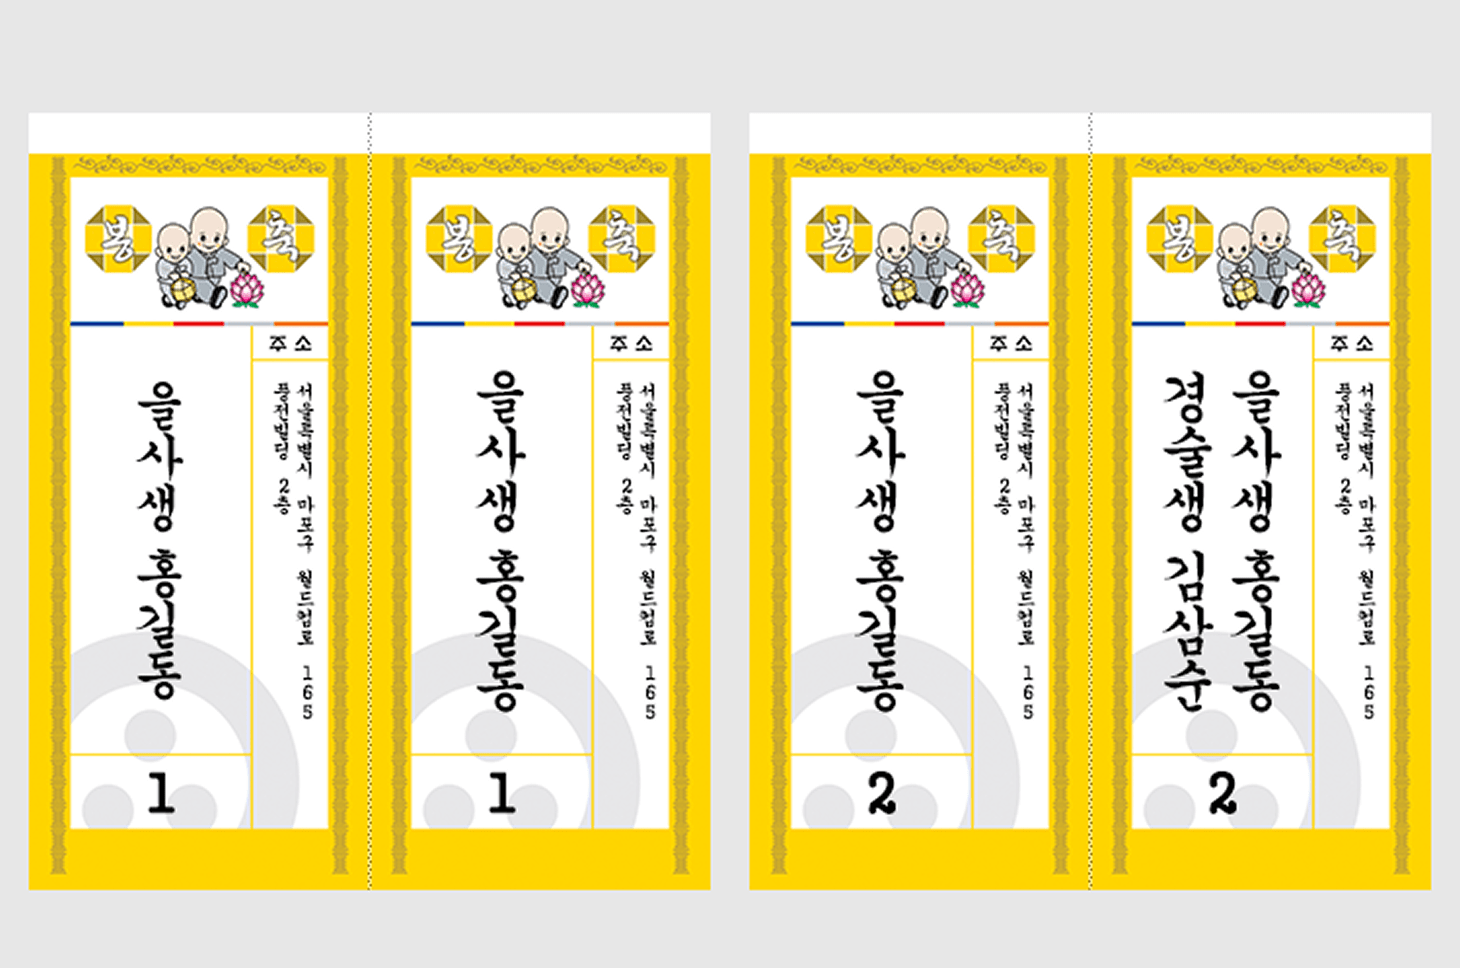 봉 축
주소
서울특별시 마포구 월드컵로 165
풍전빌딩 2층
을사생 홍길동
1
봉 축
주소
서울특별시 마포구 월드컵로 165
풍전빌딩 2층
을사생 홍길동
1
봉 축
주소
서울특별시 마포구 월드컵로 165
풍전빌딩 2층
을사생 홍길동
2
봉 축
주소
서울특별시 마포구 월드컵로 165
풍전빌딩 2층
을사생 홍길동
경술생 김삼순
2